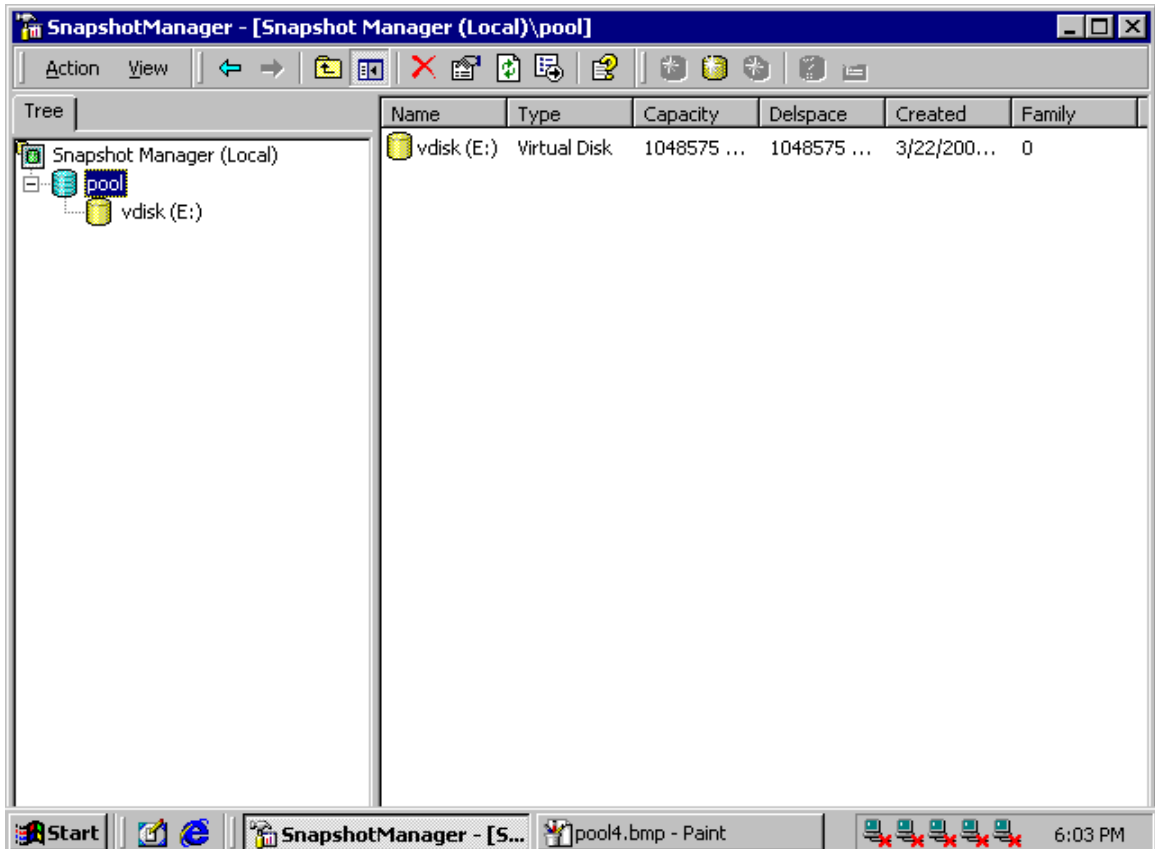 SnapshotManager - [Snapshot Manager (Local)\pool]
Action View
Tree
Name Type Capacity Delspace Created Family
Snapshot Manager (Local)
pool
vdisk (E:)
vdisk (E:) Virtual Disk 1048575 ... 1048575 ... 3/22/200... 0
Start SnapshotManager - [S... pool4.bmp - Paint 6:03 PM